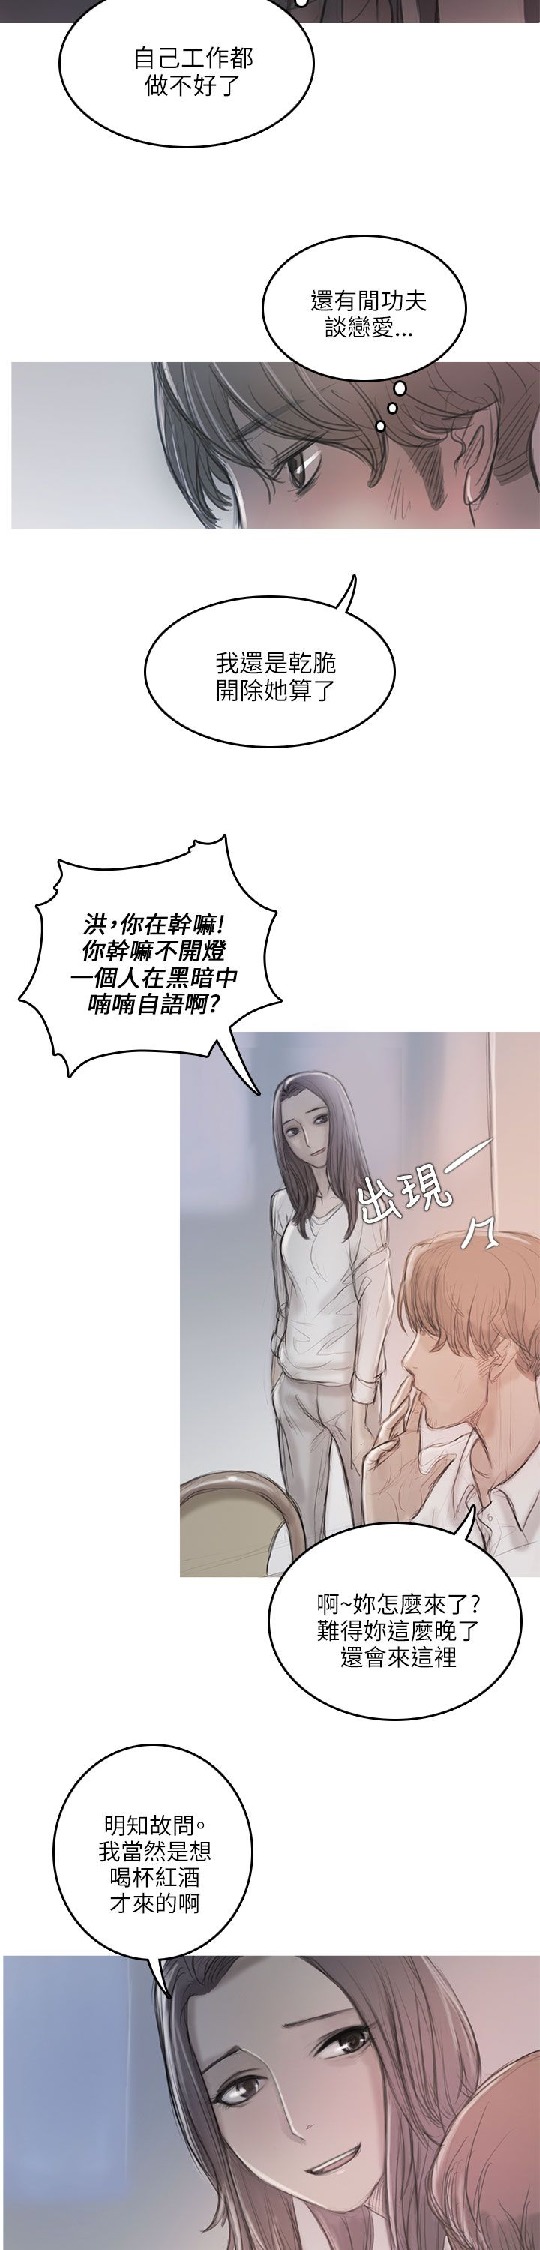 自己工作都
做不好了
還有閒功夫
談戀愛...
我還是乾脆
開除她算了
洪，你在幹嘛!
你幹嘛不開燈
一個人在黑暗中
喃喃自語啊?
出現一
啊~妳怎麼來了?
難得妳這麼晚了
還會來這裡
明知故問。
我當然是想
喝杯紅酒
才來的啊